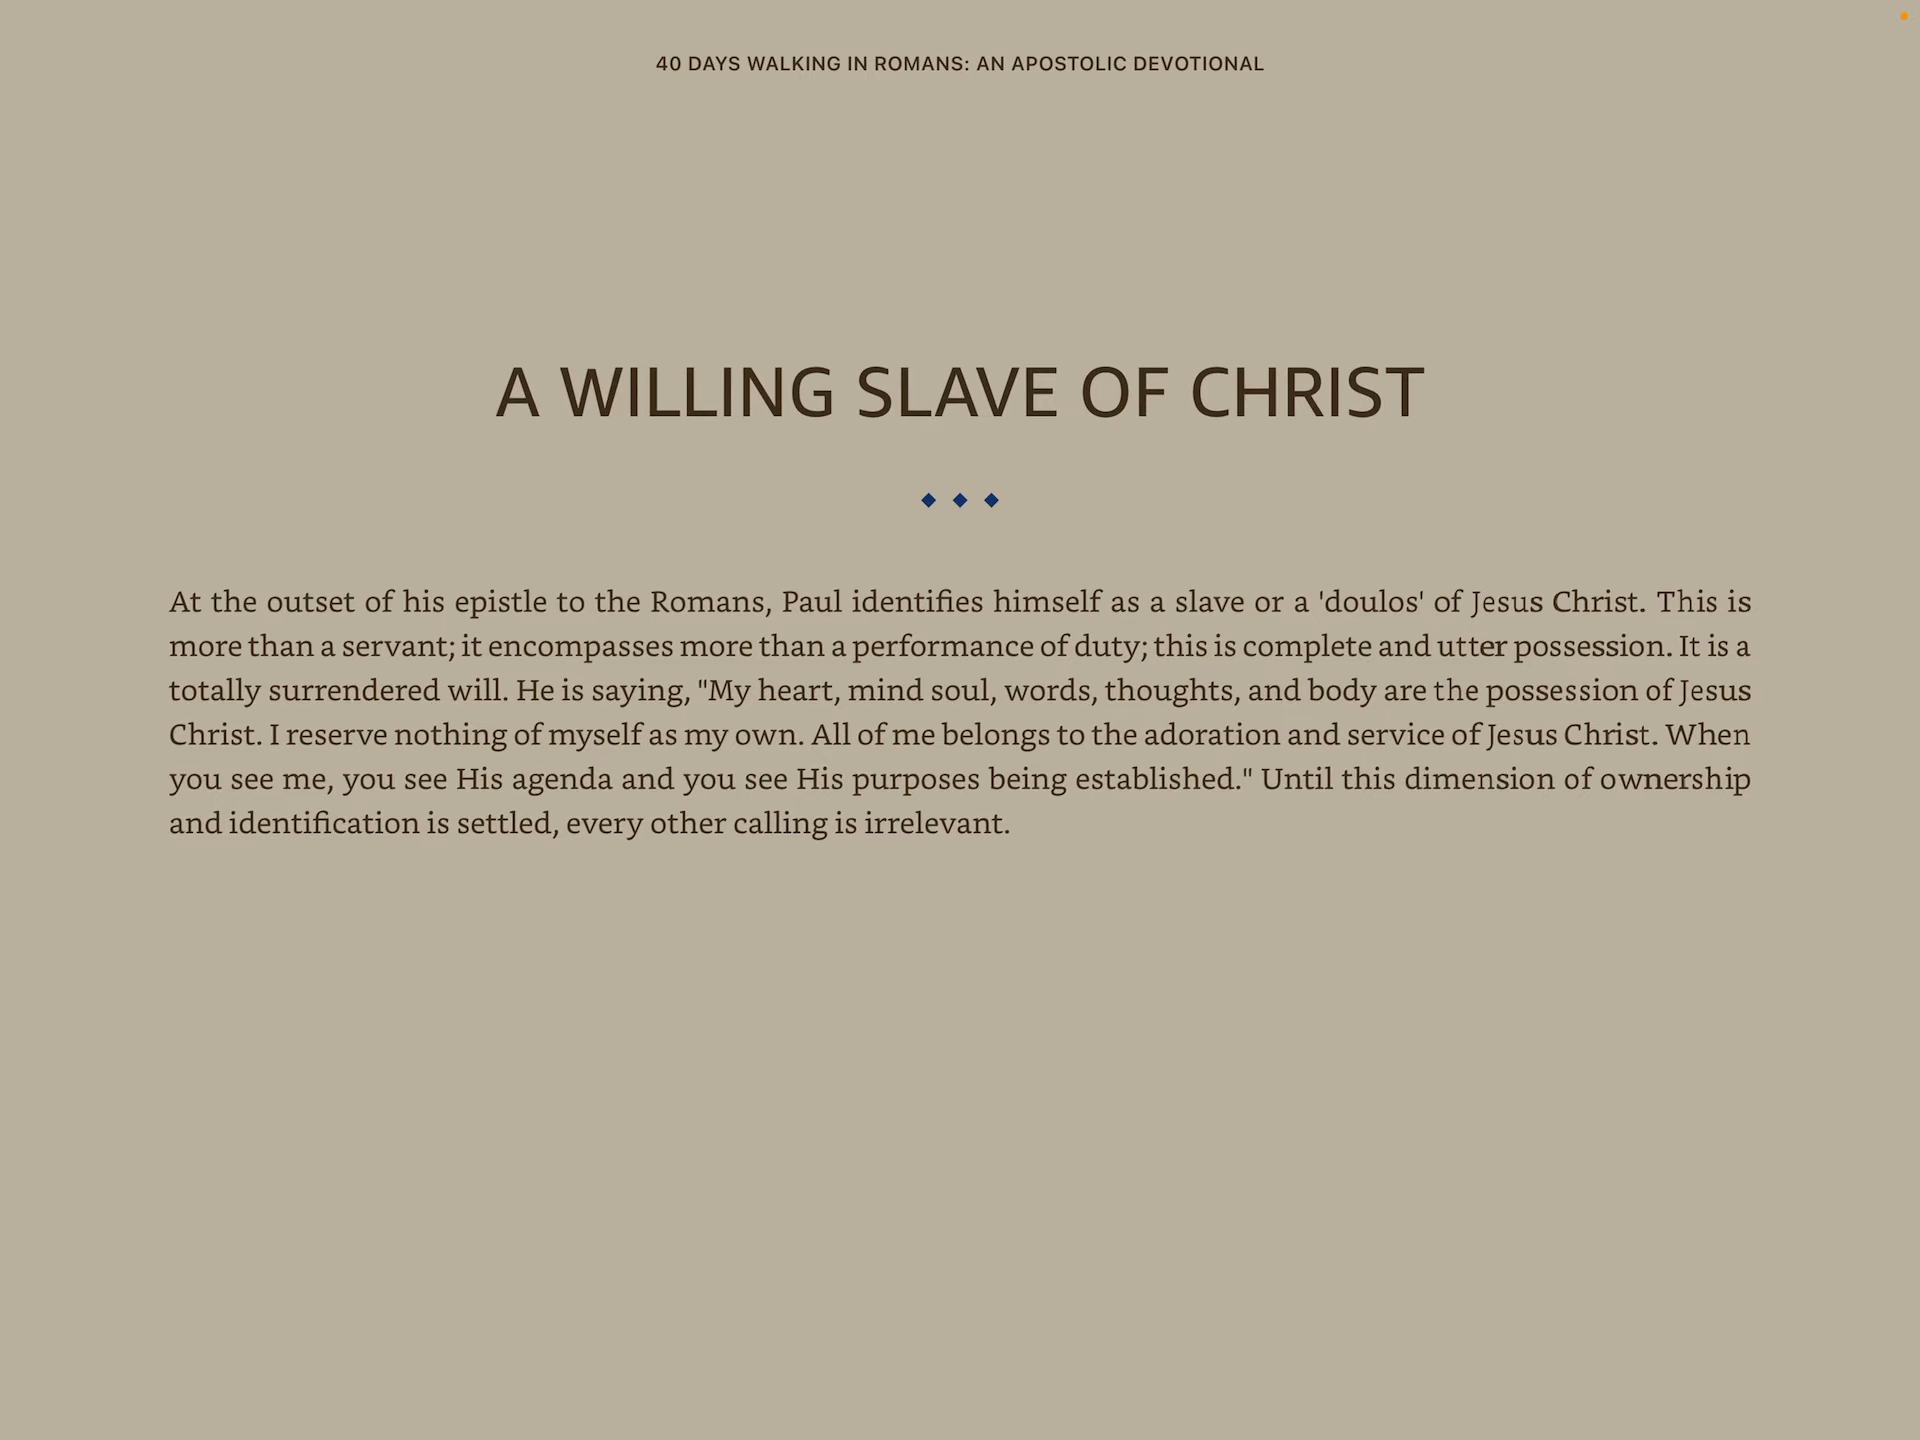 40 DAYS WALKING IN ROMANS: AN APOSTOLIC DEVOTIONAL
A WILLING SLAVE OF CHRIST
At the outset of his epistle to the Romans, Paul identifies himself as a slave or a 'doulos' of Jesus Christ. This is
more than a servant; it encompasses more than a performance of duty; this is complete and utter possession. It is a
totally surrendered will. He is saying, "My heart, mind soul, words, thoughts, and body are the possession of Jesus
Christ. I reserve nothing of myself as my own. All of me belongs to the adoration and service of Jesus Christ. When
you see me, you see His agenda and you see His purposes being established." Until this dimension of ownership
and identification is settled, every other calling is irrelevant.